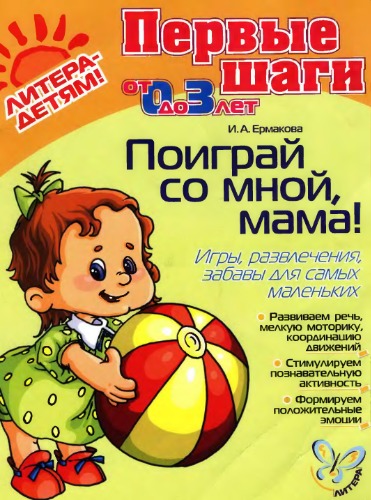 Первые
шаги
от 0 до 3 лет
ЛИТЕРА-
ДЕТЯМ!
И. А. Ермакова
Поиграй
со мной,
мама!
Игры, развлечения,
забавы для самых
маленьких
Развиваем речь,
мелкую моторику,
координацию
движений
Стимулируем
познавательную
активность
Формируем
положительные
эмоции
ЛИТЕРА